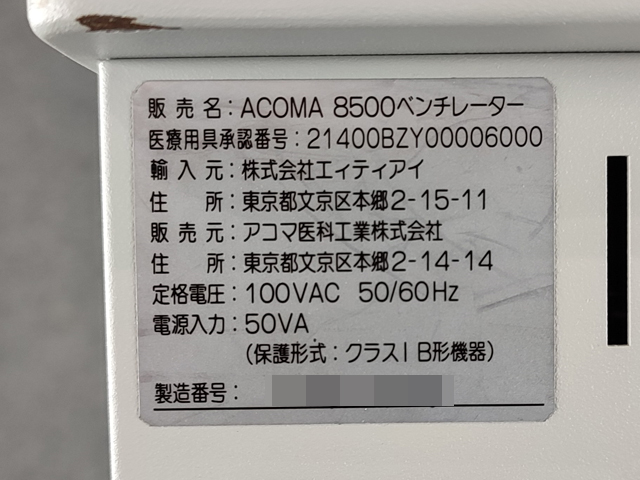 販売名：ACOMA 8500ベンチレーター
医療用具承認番号：21400BZY00006000
輸入元：株式会社エィティアイ
住　所：東京都文京区本郷2-15-11
販売元：アコマ医科工業株式会社
住　所：東京都文京区本郷2-14-14
定格電圧：100VAC 50/60Hz
電源入力：50VA
（保護形式：クラスI B形機器）
製造番号：